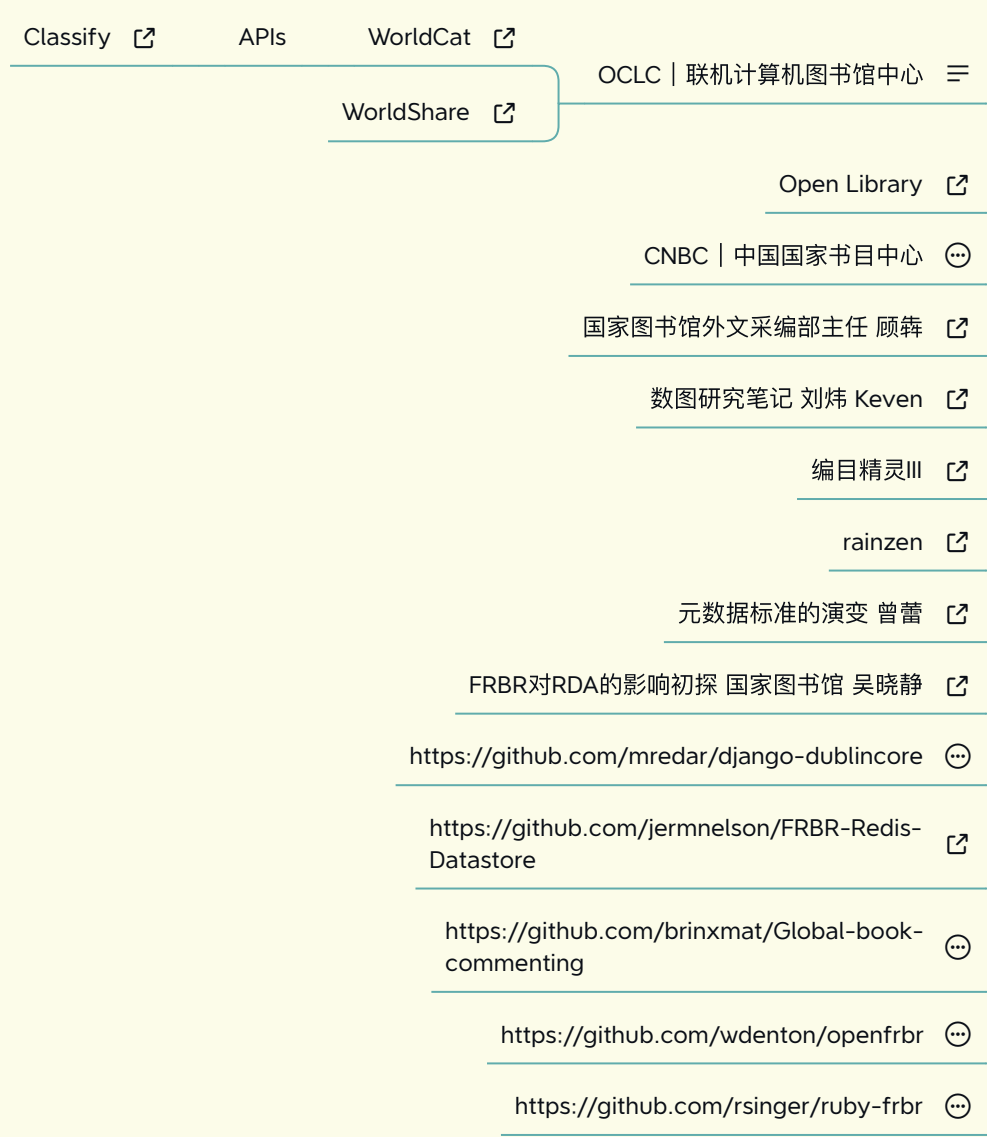 Classify
APIs
WorldCat
OCLC｜联机计算机图书馆中心
WorldShare
Open Library
CNBC｜中国国家书目中心
国家图书馆外文采编部主任 顾犇
数图研究笔记 刘炜 Keven
编目精灵III
rainzen
元数据标准的演变 曾蕾
FRBR对RDA的影响初探 国家图书馆 吴晓静
https://github.com/mredar/django-dublincore
https://github.com/jermnelson/FRBR-Redis-
Datastore
https://github.com/brinxmat/Global-book-
commenting
https://github.com/wdenton/openfrbr
https://github.com/rsinger/ruby-frbr